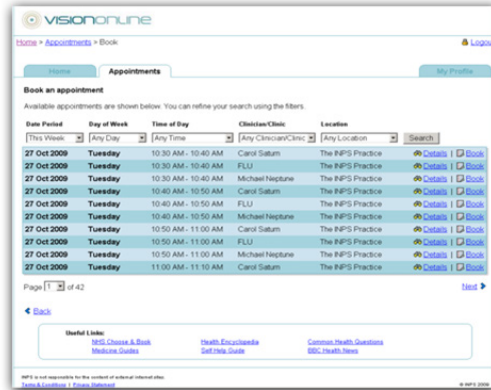 visiononline
Home > Appointments > Book Logou
Home Appointments My Profile
Book an appointment
Available appointments are shown below. You can refine your search using the filters.
Date Period Day of Week Time of Day Clinician/Clinic Location
This Week Any Day Any Time Any Clinician/Clinic Any Location Search
27 Oct 2009 Tuesday 10:30 AM - 10:40 AM Carol Saturn The INPS Practice Details | Book
27 Oct 2009 Tuesday 10:30 AM - 10:40 AM FLU The INPS Practice Details | Book
27 Oct 2009 Tuesday 10:30 AM - 10:40 AM Michael Neptune The INPS Practice Details | Book
27 Oct 2009 Tuesday 10:40 AM - 10:50 AM Carol Saturn The INPS Practice Details | Book
27 Oct 2009 Tuesday 10:40 AM - 10:50 AM FLU The INPS Practice Details | Book
27 Oct 2009 Tuesday 10:40 AM - 10:50 AM Michael Neptune The INPS Practice Details | Book
27 Oct 2009 Tuesday 10:50 AM - 11:00 AM Carol Saturn The INPS Practice Details | Book
27 Oct 2009 Tuesday 10:50 AM - 11:00 AM FLU The INPS Practice Details | Book
27 Oct 2009 Tuesday 10:50 AM - 11:00 AM Michael Neptune The INPS Practice Details | Book
27 Oct 2009 Tuesday 11:00 AM - 11:10 AM Carol Saturn The INPS Practice Details | Book
Page 1 of 42 Next
Back
Useful Links:
NHS Choose & Book Health Encyclopedia Common Health Questions
Medicine Guides Self Help Guide BBC Health News
INPS is not responsible for the content of external internet sites.
Terms & Conditions | Privacy Statement © INPS 2009